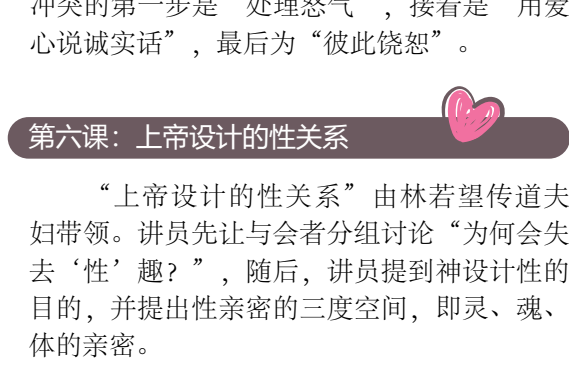 冲突的第一步是“处理怒气”，接着是“用爱
心说诚实话”，最后为“彼此饶恕”。
第六课：上帝设计的性关系
“上帝设计的性关系”由林若望传道夫
妇带领。讲员先让与会者分组讨论“为何会失
去‘性’趣？”，随后，讲员提到神设计性的
目的，并提出性亲密的三度空间，即灵、魂、
体的亲密。